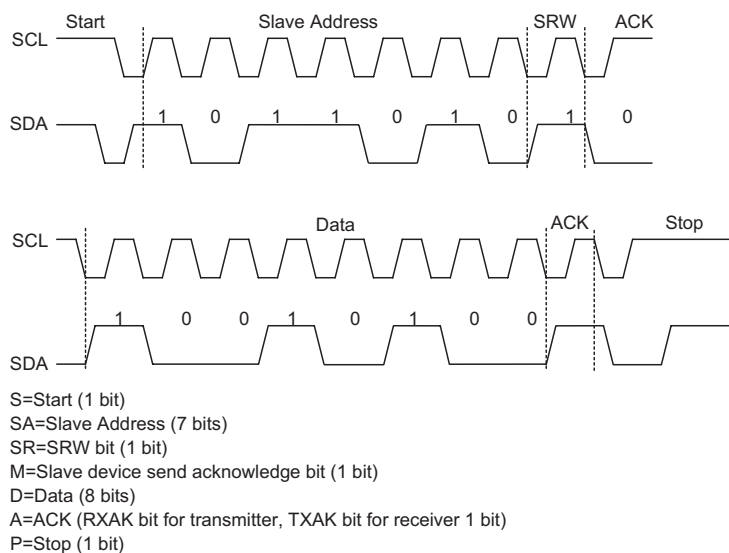 Start Slave Address SRW ACK
SCL
1 0 1 1 0 1 0 1 0
SDA
Data ACK Stop
SCL
1 0 0 1 0 1 0 0
SDA
S=Start (1 bit)
SA=Slave Address (7 bits)
SR=SRW bit (1 bit)
M=Slave device send acknowledge bit (1 bit)
D=Data (8 bits)
A=ACK (RXAK bit for transmitter, TXAK bit for receiver 1 bit)
P=Stop (1 bit)